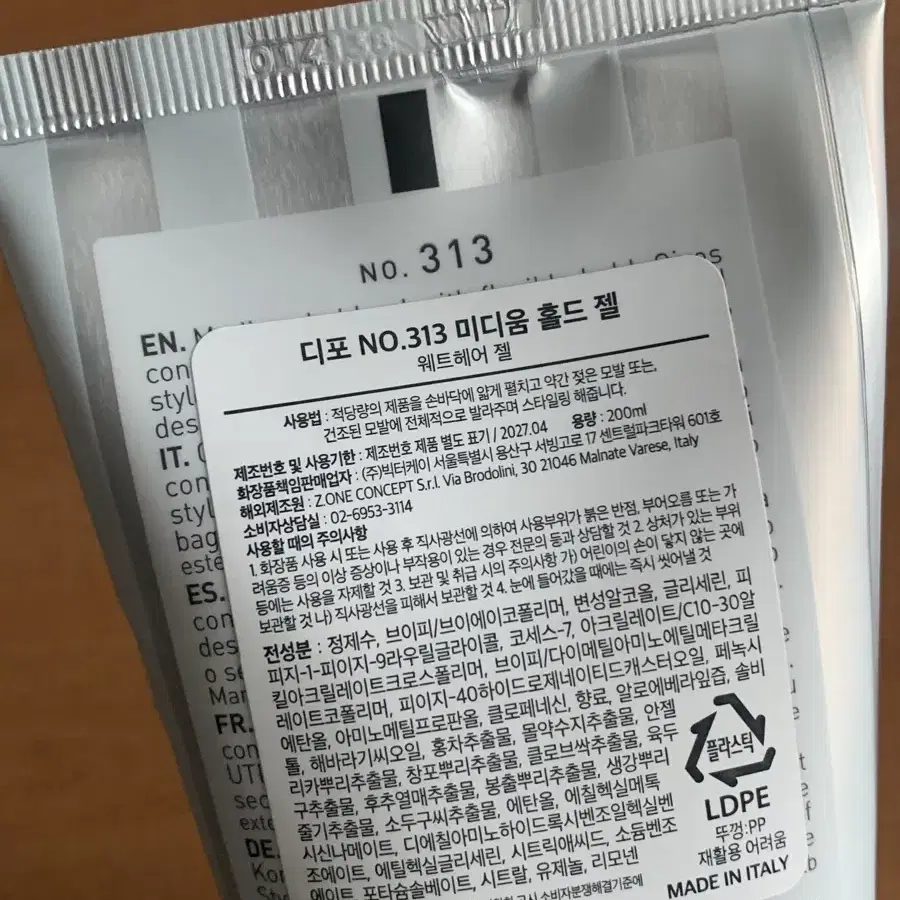 NO. 313
EN.
con
styl
des
IT.
con
styl
bag
este
ES.
con
des
o se
Mar
FR.
con
UTI
sec
exte
DE.
Kor
디포 NO.313 미디움 홀드 젤
웨트헤어 젤
사용법 : 적당량의 제품을 손바닥에 얇게 펼치고 약간 젖은 모발 또는,
건조된 모발에 전체적으로 발라주며 스타일링 해줍니다.
제조번호 및 사용기한 : 제조번호 제품 별도 표기 / 2027.04 용량 : 200ml
화장품책임판매업자 : (주)빅터케이 서울특별시 용산구 서빙고로 17 센트럴파크타워 601호
해외제조원 : Z.ONE CONCEPT S.r.l. Via Brodolini, 30 21046 Malnate Varese, Italy
소비자상담실 : 02-6953-3114
사용할 때의 주의사항
1. 화장품 사용 시 또는 사용 후 직사광선에 의하여 사용부위가 붉은 반점, 부어오름 또는 가
려움증 등의 이상 증상이나 부작용이 있는 경우 전문의 등과 상담할 것 2. 상처가 있는 부위
등에는 사용을 자제할 것 3. 보관 및 취급 시의 주의사항 가) 어린이의 손이 닿지 않는 곳에
보관할 것 나) 직사광선을 피해서 보관할 것 4. 눈에 들어갔을 때에는 즉시 씻어낼 것
전성분 : 정제수, 브이피/브이에이코폴리머, 변성알코올, 글리세린, 피
피지-1-피이지-9라우릴글라이콜, 코세스-7, 아크릴레이트/C10-30알
킬아크릴레이트크로스폴리머, 브이피/다이메틸아미노에틸메타크릴
레이트코폴리머, 피이지-40하이드로제네이티드캐스터오일, 페녹시
에탄올, 아미노메틸프로판올, 클로페네신, 향료, 알로에베라잎즙, 솔비
톨, 해바라기씨오일, 홍차추출물, 몰약수지추출물, 안젤
리카뿌리추출물, 창포뿌리추출물, 클로브싹추출물, 육두
구추출물, 후추열매추출물, 봉출뿌리추출물, 생강뿌리
줄기추출물, 소두구씨추출물, 에탄올, 에칠헥실메톡
시신나메이트, 디에칠아미노하이드록시벤조일헥실벤
조에이트, 에틸헥실글리세린, 시트릭애씨드, 소듐벤조
에이트, 포타슘솔베이트, 시트랄, 유제놀, 리모넨
소비자분쟁해결기준에
플라스틱
LDPE
뚜껑:PP
재활용 어려움
MADE IN ITALY